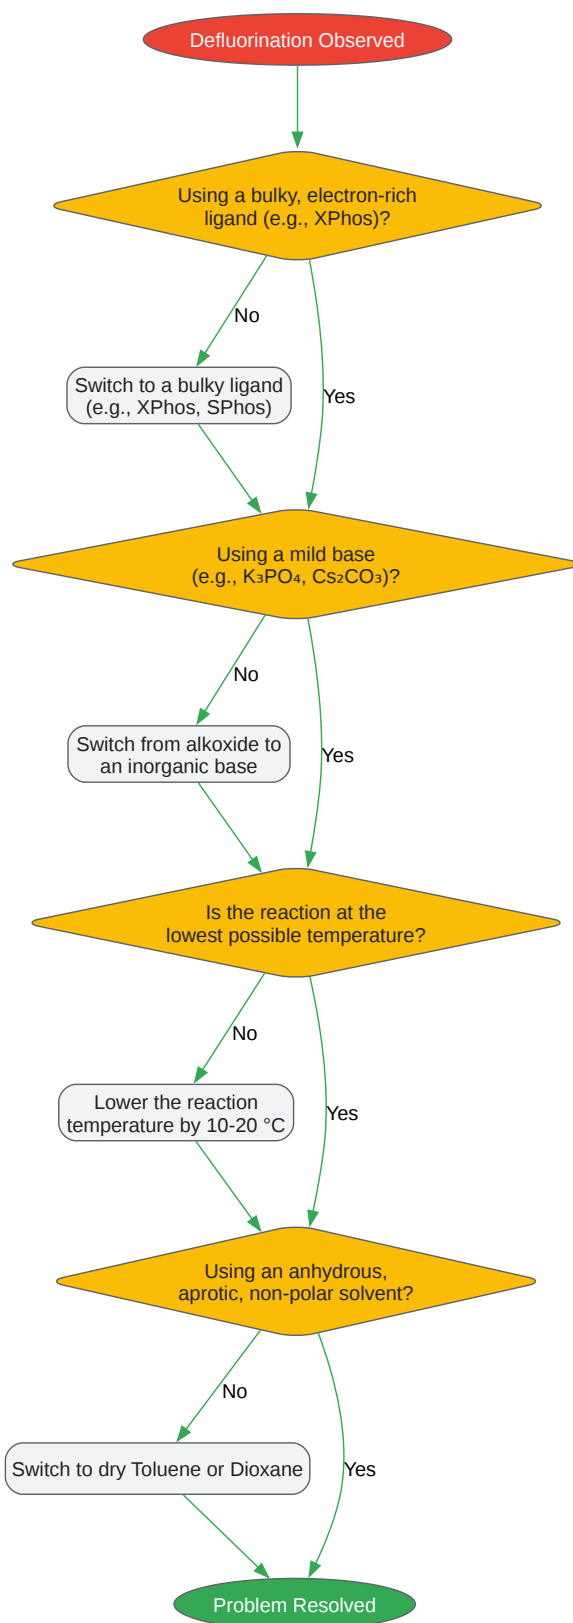 Defluorination Observed
Using a bulky, electron-rich
ligand (e.g., XPhos)?
No
Switch to a bulky ligand
(e.g., XPhos, SPhos)
Yes
Using a mild base
(e.g., K₃PO₄, Cs₂CO₃)?
No
Switch from alkoxide to
an inorganic base
Yes
Is the reaction at the
lowest possible temperature?
No
Lower the reaction
temperature by 10-20 °C
Yes
Using an anhydrous,
aprotic, non-polar solvent?
No
Switch to dry Toluene or Dioxane
Yes
Problem Resolved